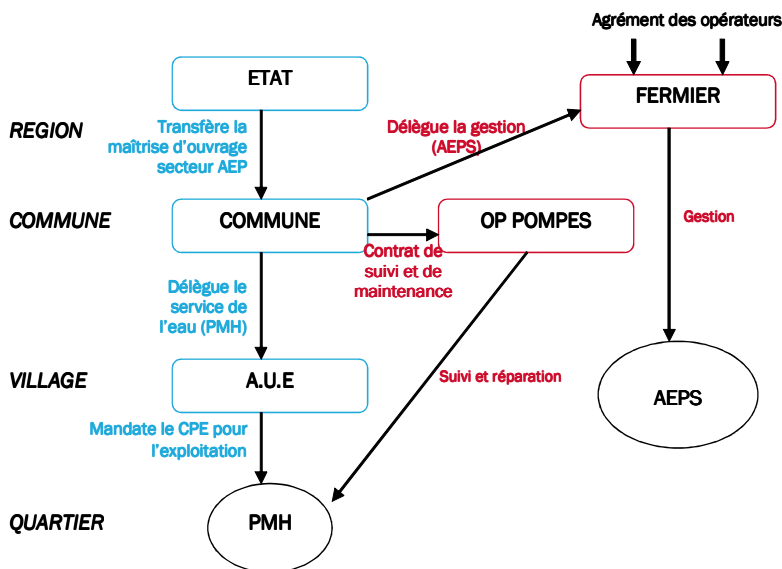 Agrément des opérateurs
ETAT
FERMIER
REGION
Transfère la
maîtrise d'ouvrage
secteur AEP
Délègue la gestion
(AEPS)
COMMUNE
COMMUNE
OP POMPES
Gestion
Contrat de
suivi et de
maintenance
Délègue le
service de
l'eau (PMH)
VILLAGE
A.U.E
Suivi et réparation
AEPS
Mandate le CPE pour
l'exploitation
QUARTIER
PMH